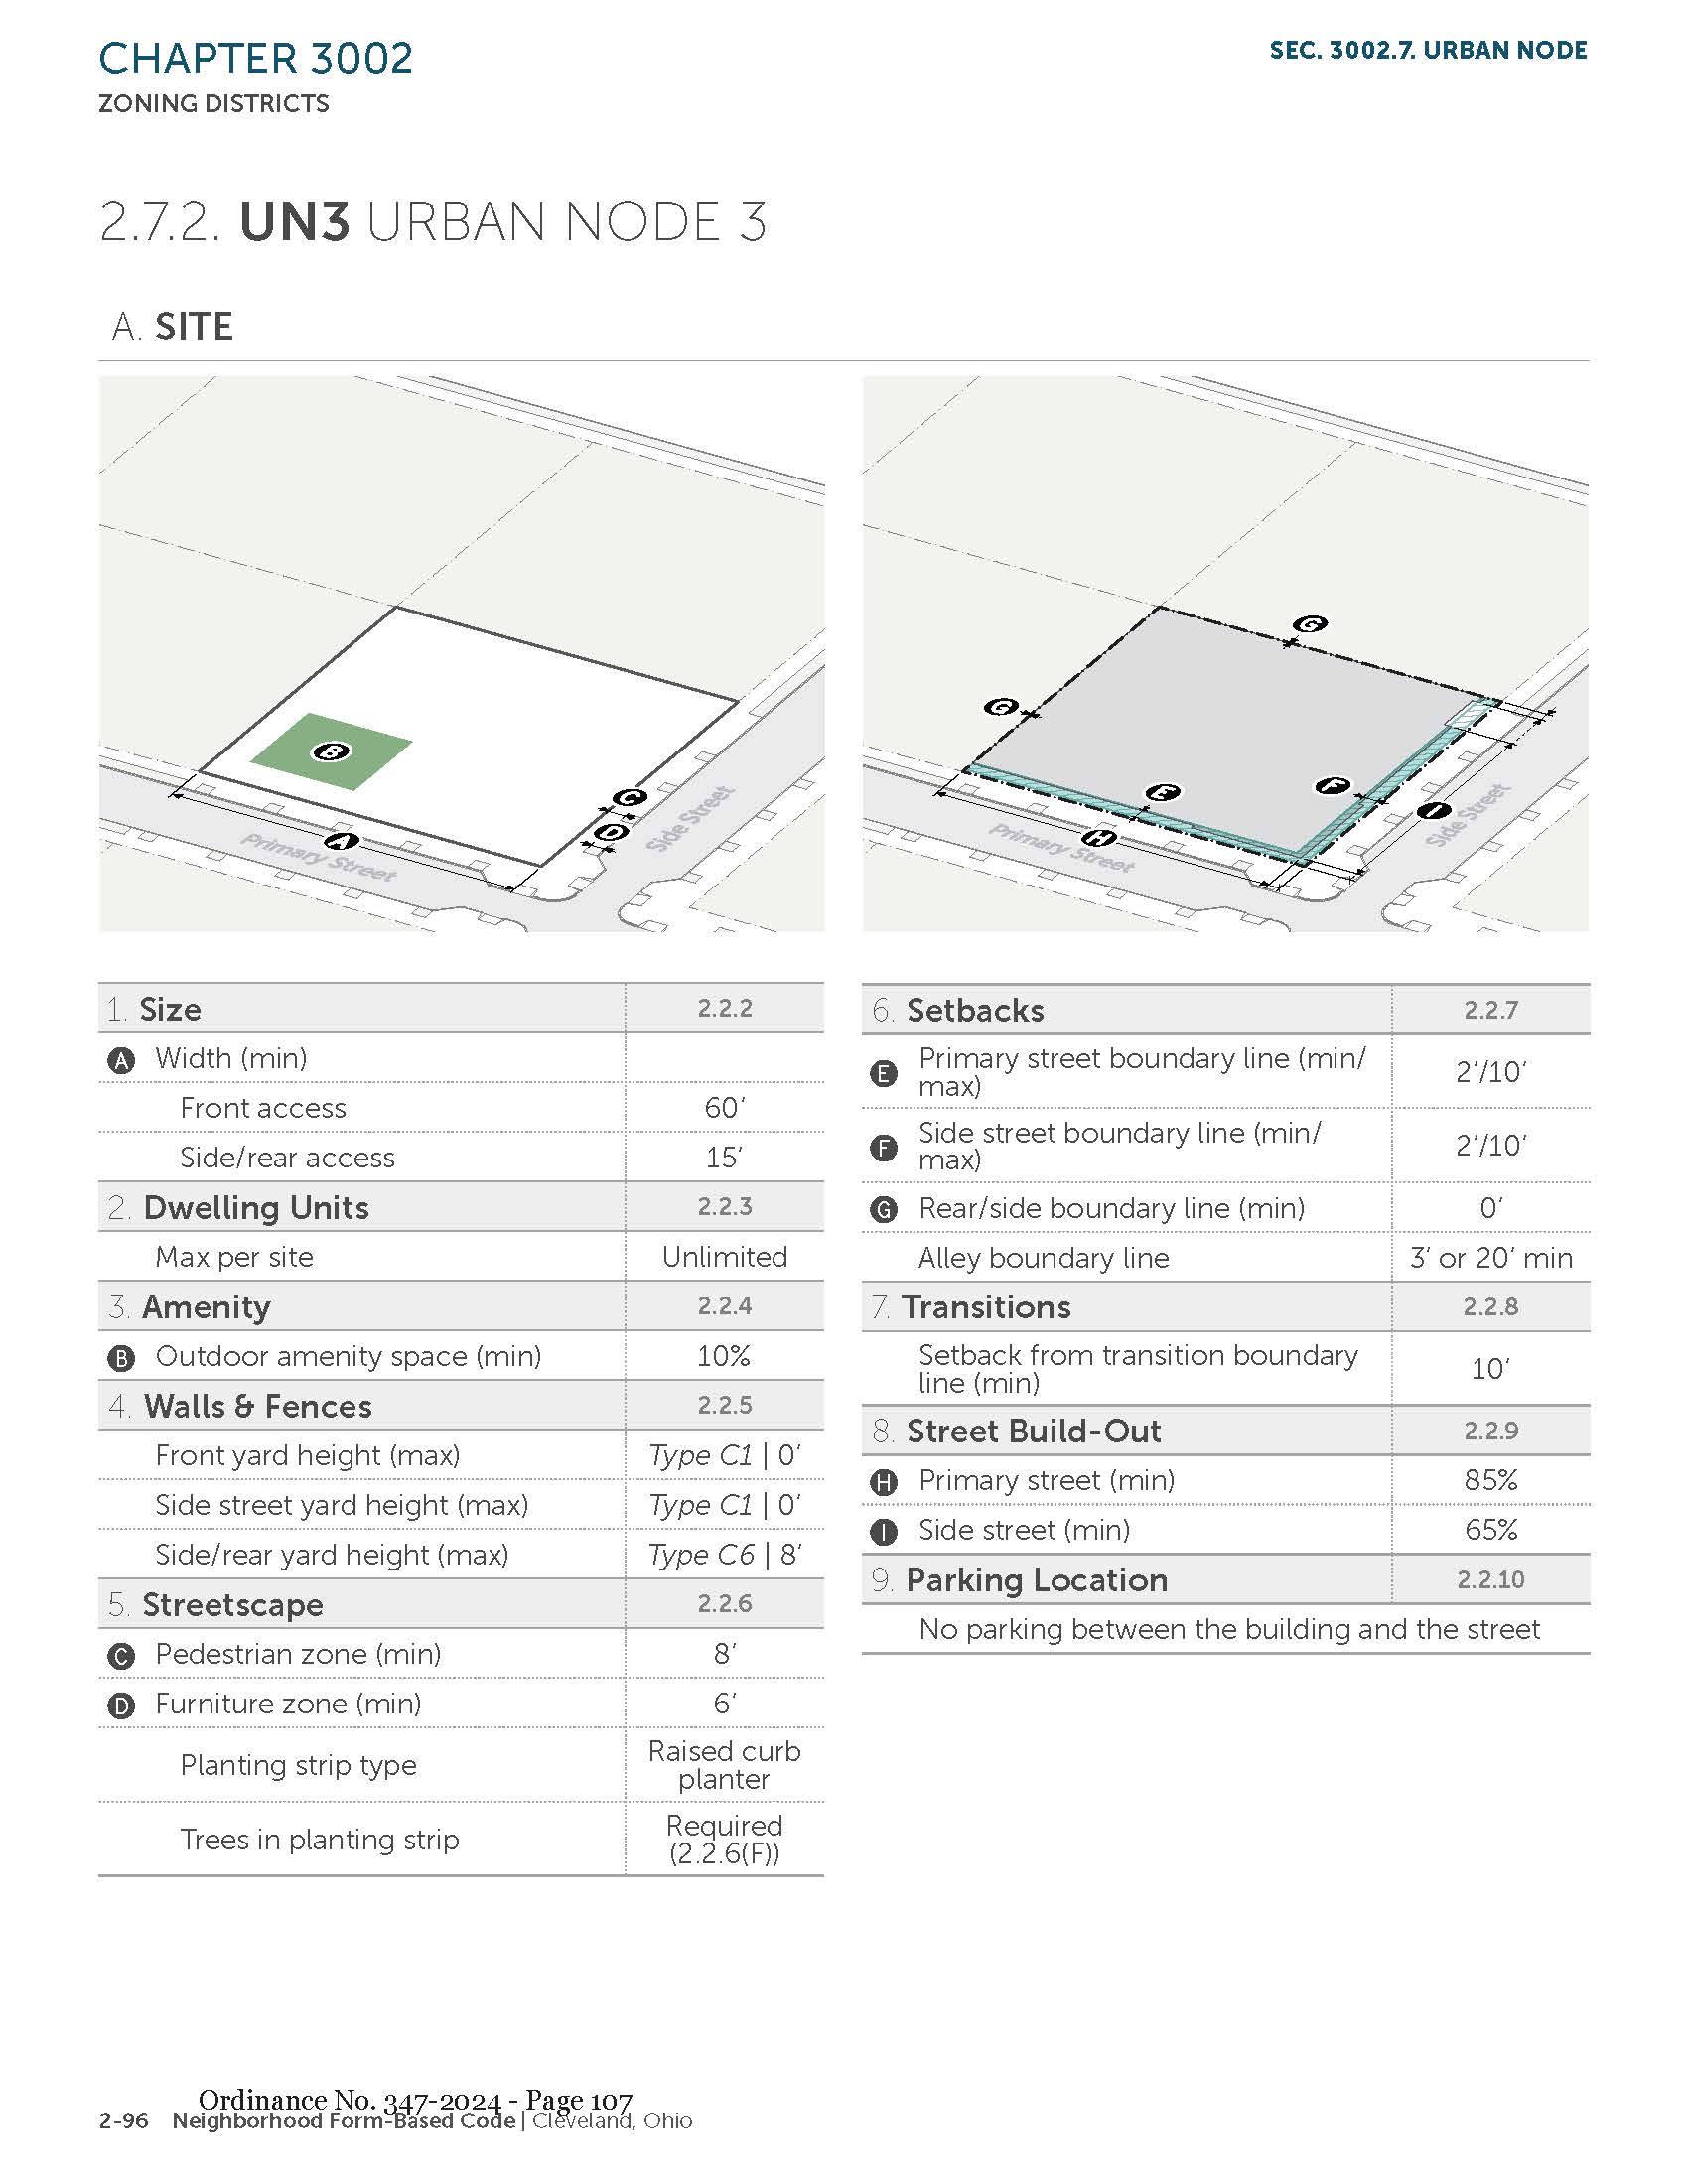 CHAPTER 3002
SEC. 3002.7. URBAN NODE
ZONING DISTRICTS
2.7.2. UN3 URBAN NODE 3
A. SITE
B
C
D
A
Primary Street
Side Street
G
G
E
F
H
I
Primary Street
Side Street
1. Size 2.2.2
A Width (min)
Front access 60′
Side/rear access 15′
2. Dwelling Units 2.2.3
Max per site Unlimited
3. Amenity 2.2.4
B Outdoor amenity space (min) 10%
4. Walls & Fences 2.2.5
Front yard height (max) Type C1 | 0′
Side street yard height (max) Type C1 | 0′
Side/rear yard height (max) Type C6 | 8′
5. Streetscape 2.2.6
C Pedestrian zone (min) 8′
D Furniture zone (min) 6′
Planting strip type Raised curb
planter
Trees in planting strip Required
(2.2.6(F))
6. Setbacks 2.2.7
E Primary street boundary line (min/
max) 2′/10′
F Side street boundary line (min/
max) 2′/10′
G Rear/side boundary line (min) 0′
Alley boundary line 3′ or 20′ min
7. Transitions 2.2.8
Setback from transition boundary
line (min) 10′
8. Street Build-Out 2.2.9
H Primary street (min) 85%
I Side street (min) 65%
9. Parking Location 2.2.10
No parking between the building and the street
Ordinance No. 347-2024 - Page 107
2-96 Neighborhood Form-Based Code | Cleveland, Ohio